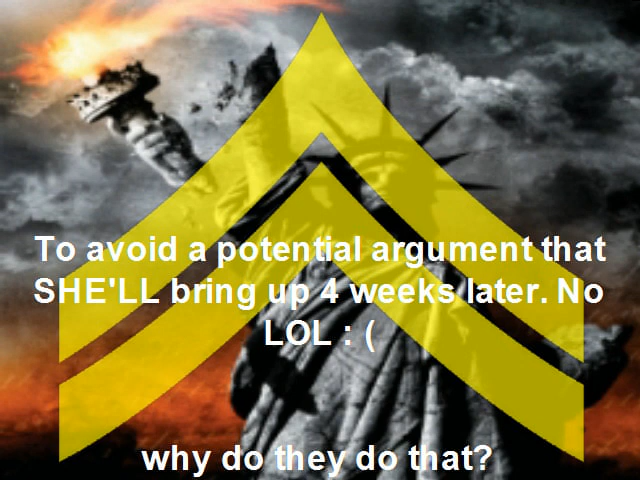 To avoid a potential argument that
SHE'LL bring up 4 weeks later. No
LOL : (
why do they do that?